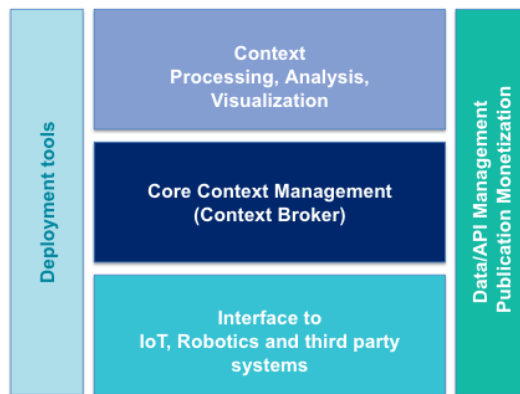 Deployment tools
Context
Processing, Analysis,
Visualization
Core Context Management
(Context Broker)
Interface to
IoT, Robotics and third party
systems
Data/API Management
Publication Monetization